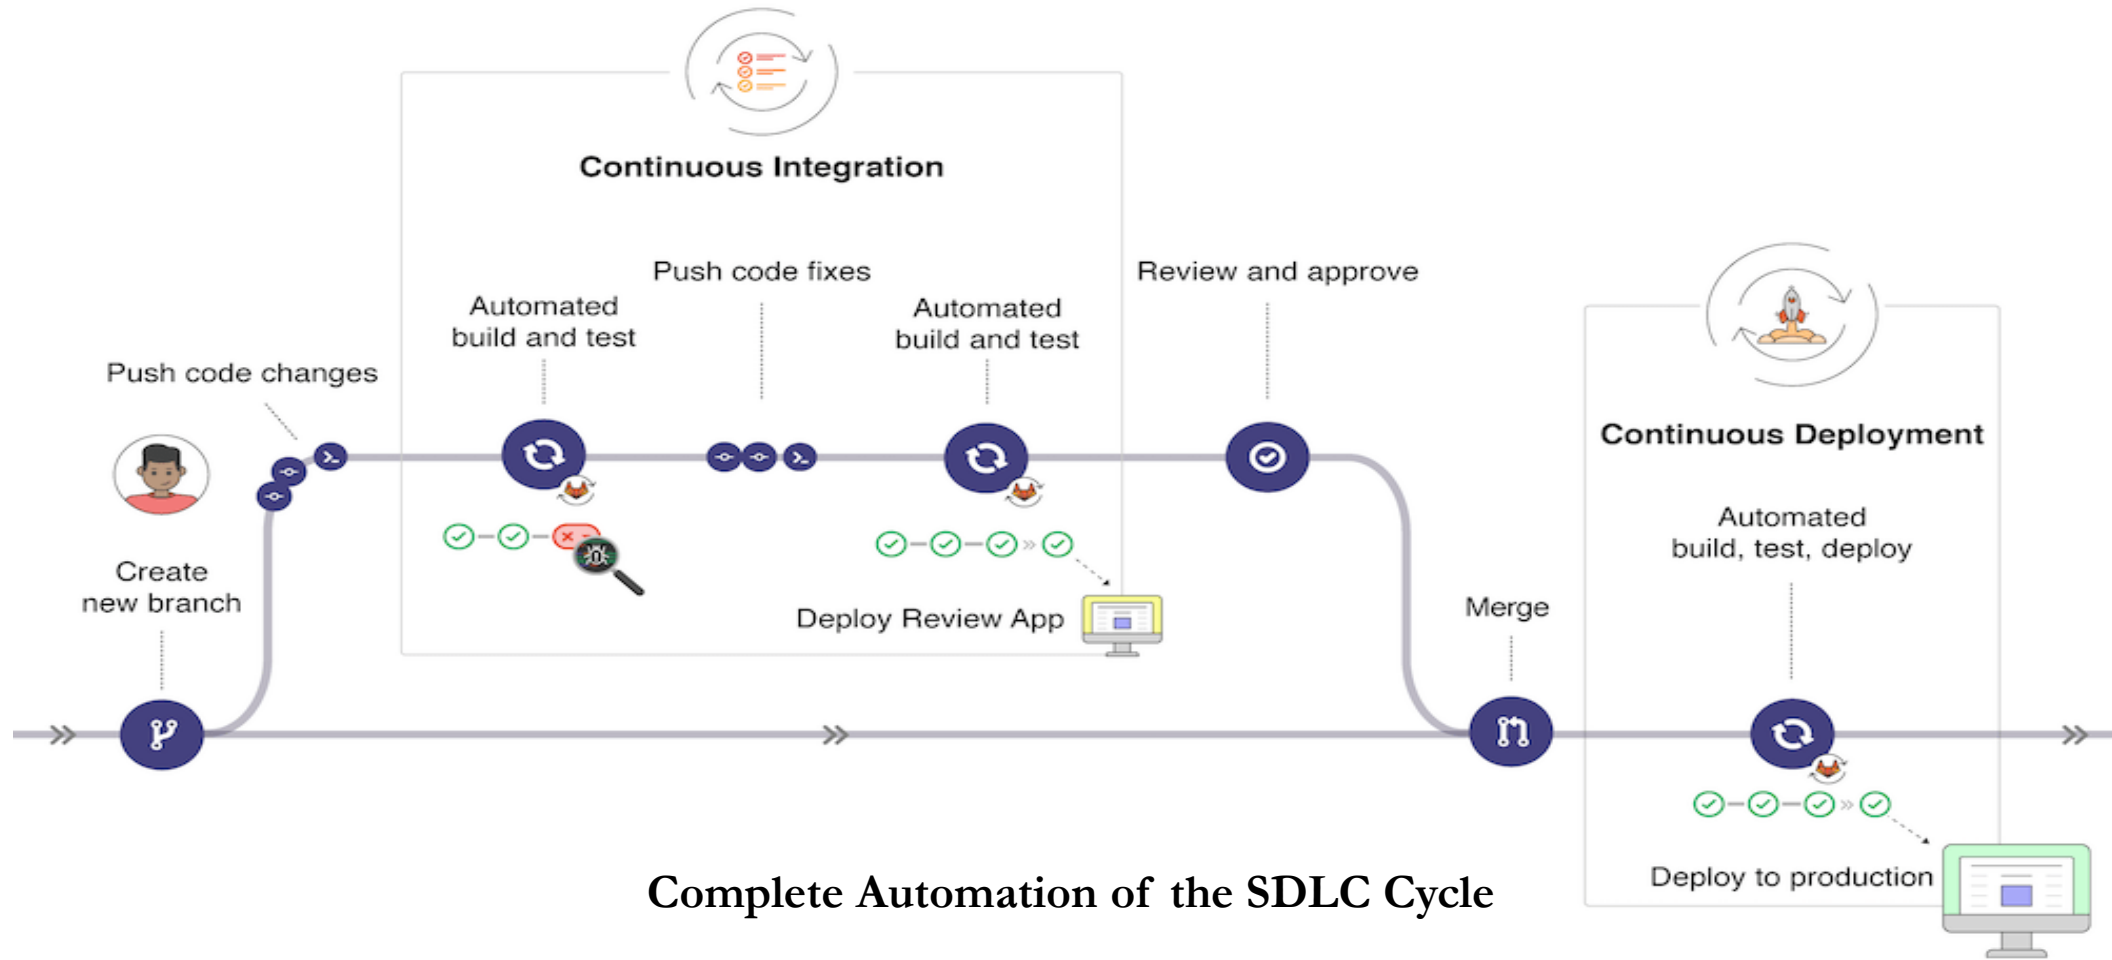 Continuous Integration
Push code fixes
Review and approve
Automated
build and test
Automated
build and test
Push code changes
Continuous Deployment
Automated
build, test, deploy
Create
new branch
Merge
Deploy Review App
Deploy to production
Complete Automation of the SDLC Cycle